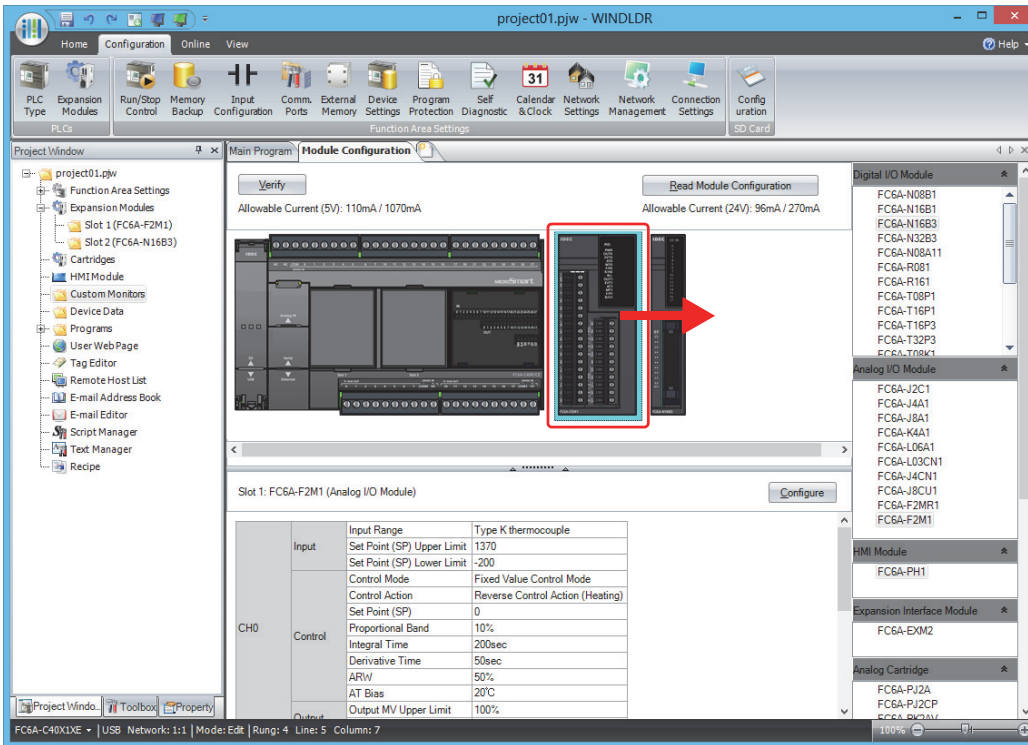 project01.pjw - WINDLDR
Home Configuration Online View Help
PLC Type
Expansion Modules
Run/Stop Control
Memory Backup
Input Configuration
Comm. Ports
External Memory
Device Settings
Program Protection
Self Diagnostic
31
Calendar &Clock
Network Settings
Network Management
Connection Settings
Config uration
PLCs
Function Area Settings
SD Card
Project Window
project01.pjw
Function Area Settings
Expansion Modules
Slot 1 (FC6A-F2M1)
Slot 2 (FC6A-N16B3)
Cartridges
HMI Module
Custom Monitors
Device Data
Programs
User Web Page
Tag Editor
Remote Host List
E-mail Address Book
E-mail Editor
Script Manager
Text Manager
Recipe
Project Windo...
Toolbox
Property
Main Program
Module Configuration
Verify
Read Module Configuration
Allowable Current (5V): 110mA / 1070mA
Allowable Current (24V): 96mA / 270mA
MICROSmart
Slot 1: FC6A-F2M1 (Analog I/O Module)
Configure
CH0
Input
Input Range Type K thermocouple
Set Point (SP) Upper Limit 1370
Set Point (SP) Lower Limit -200
Control
Control Mode Fixed Value Control Mode
Control Action Reverse Control Action (Heating)
Set Point (SP) 0
Proportional Band 10%
Integral Time 200sec
Derivative Time 50sec
ARW 50%
AT Bias 20°C
Output
Output MV Upper Limit 100%
Digital I/O Module
FC6A-N08B1
FC6A-N16B1
FC6A-N16B3
FC6A-N32B3
FC6A-N08A11
FC6A-R081
FC6A-R161
FC6A-T08P1
FC6A-T16P1
FC6A-T16P3
FC6A-T32P3
FC6A-T08K1
Analog I/O Module
FC6A-J2C1
FC6A-J4A1
FC6A-J8A1
FC6A-K4A1
FC6A-L06A1
FC6A-L03CN1
FC6A-J4CN1
FC6A-J8CU1
FC6A-F2MR1
FC6A-F2M1
HMI Module
FC6A-PH1
Expansion Interface Module
FC6A-EXM2
Analog Cartridge
FC6A-PJ2A
FC6A-PJ2CP
FC6A-PK2AV
FC6A-C40X1XE USB Network: 1:1 Mode: Edit Rung: 4 Line: 5 Column: 7
100%